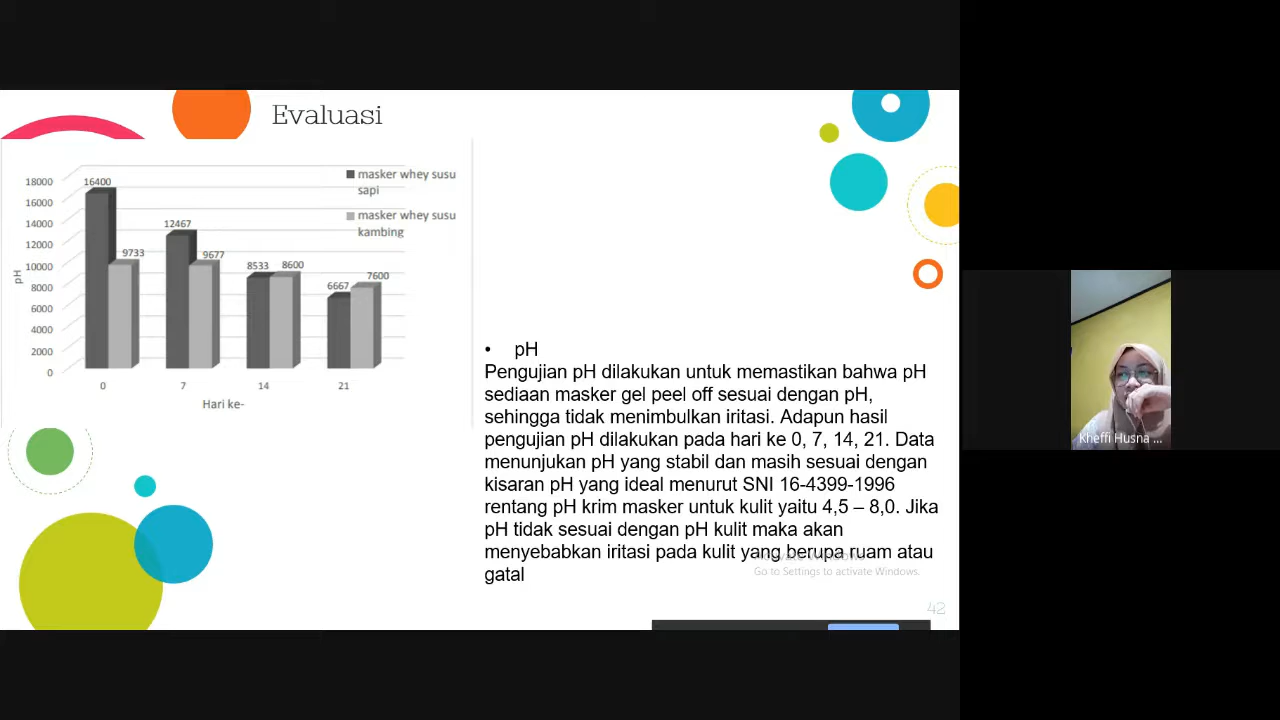 Evaluasi
masker whey susu
sapi
masker whey susu
kambing
18000
16000
14000
12000
10000
8000
6000
4000
2000
0
pH
16400
9733
12467
9677
8533
8600
6667
7600
0
7
14
21
Hari ke-
• pH
Pengujian pH dilakukan untuk memastikan bahwa pH
sediaan masker gel peel off sesuai dengan pH,
sehingga tidak menimbulkan iritasi. Adapun hasil
pengujian pH dilakukan pada hari ke 0, 7, 14, 21. Data
menunjukan pH yang stabil dan masih sesuai dengan
kisaran pH yang ideal menurut SNI 16-4399-1996
rentang pH krim masker untuk kulit yaitu 4,5 – 8,0. Jika
pH tidak sesuai dengan pH kulit maka akan
menyebabkan iritasi pada kulit yang berupa ruam atau
gatal
Activate Windows
Go to Settings to activate Windows.
42
Kheffi Husna ...